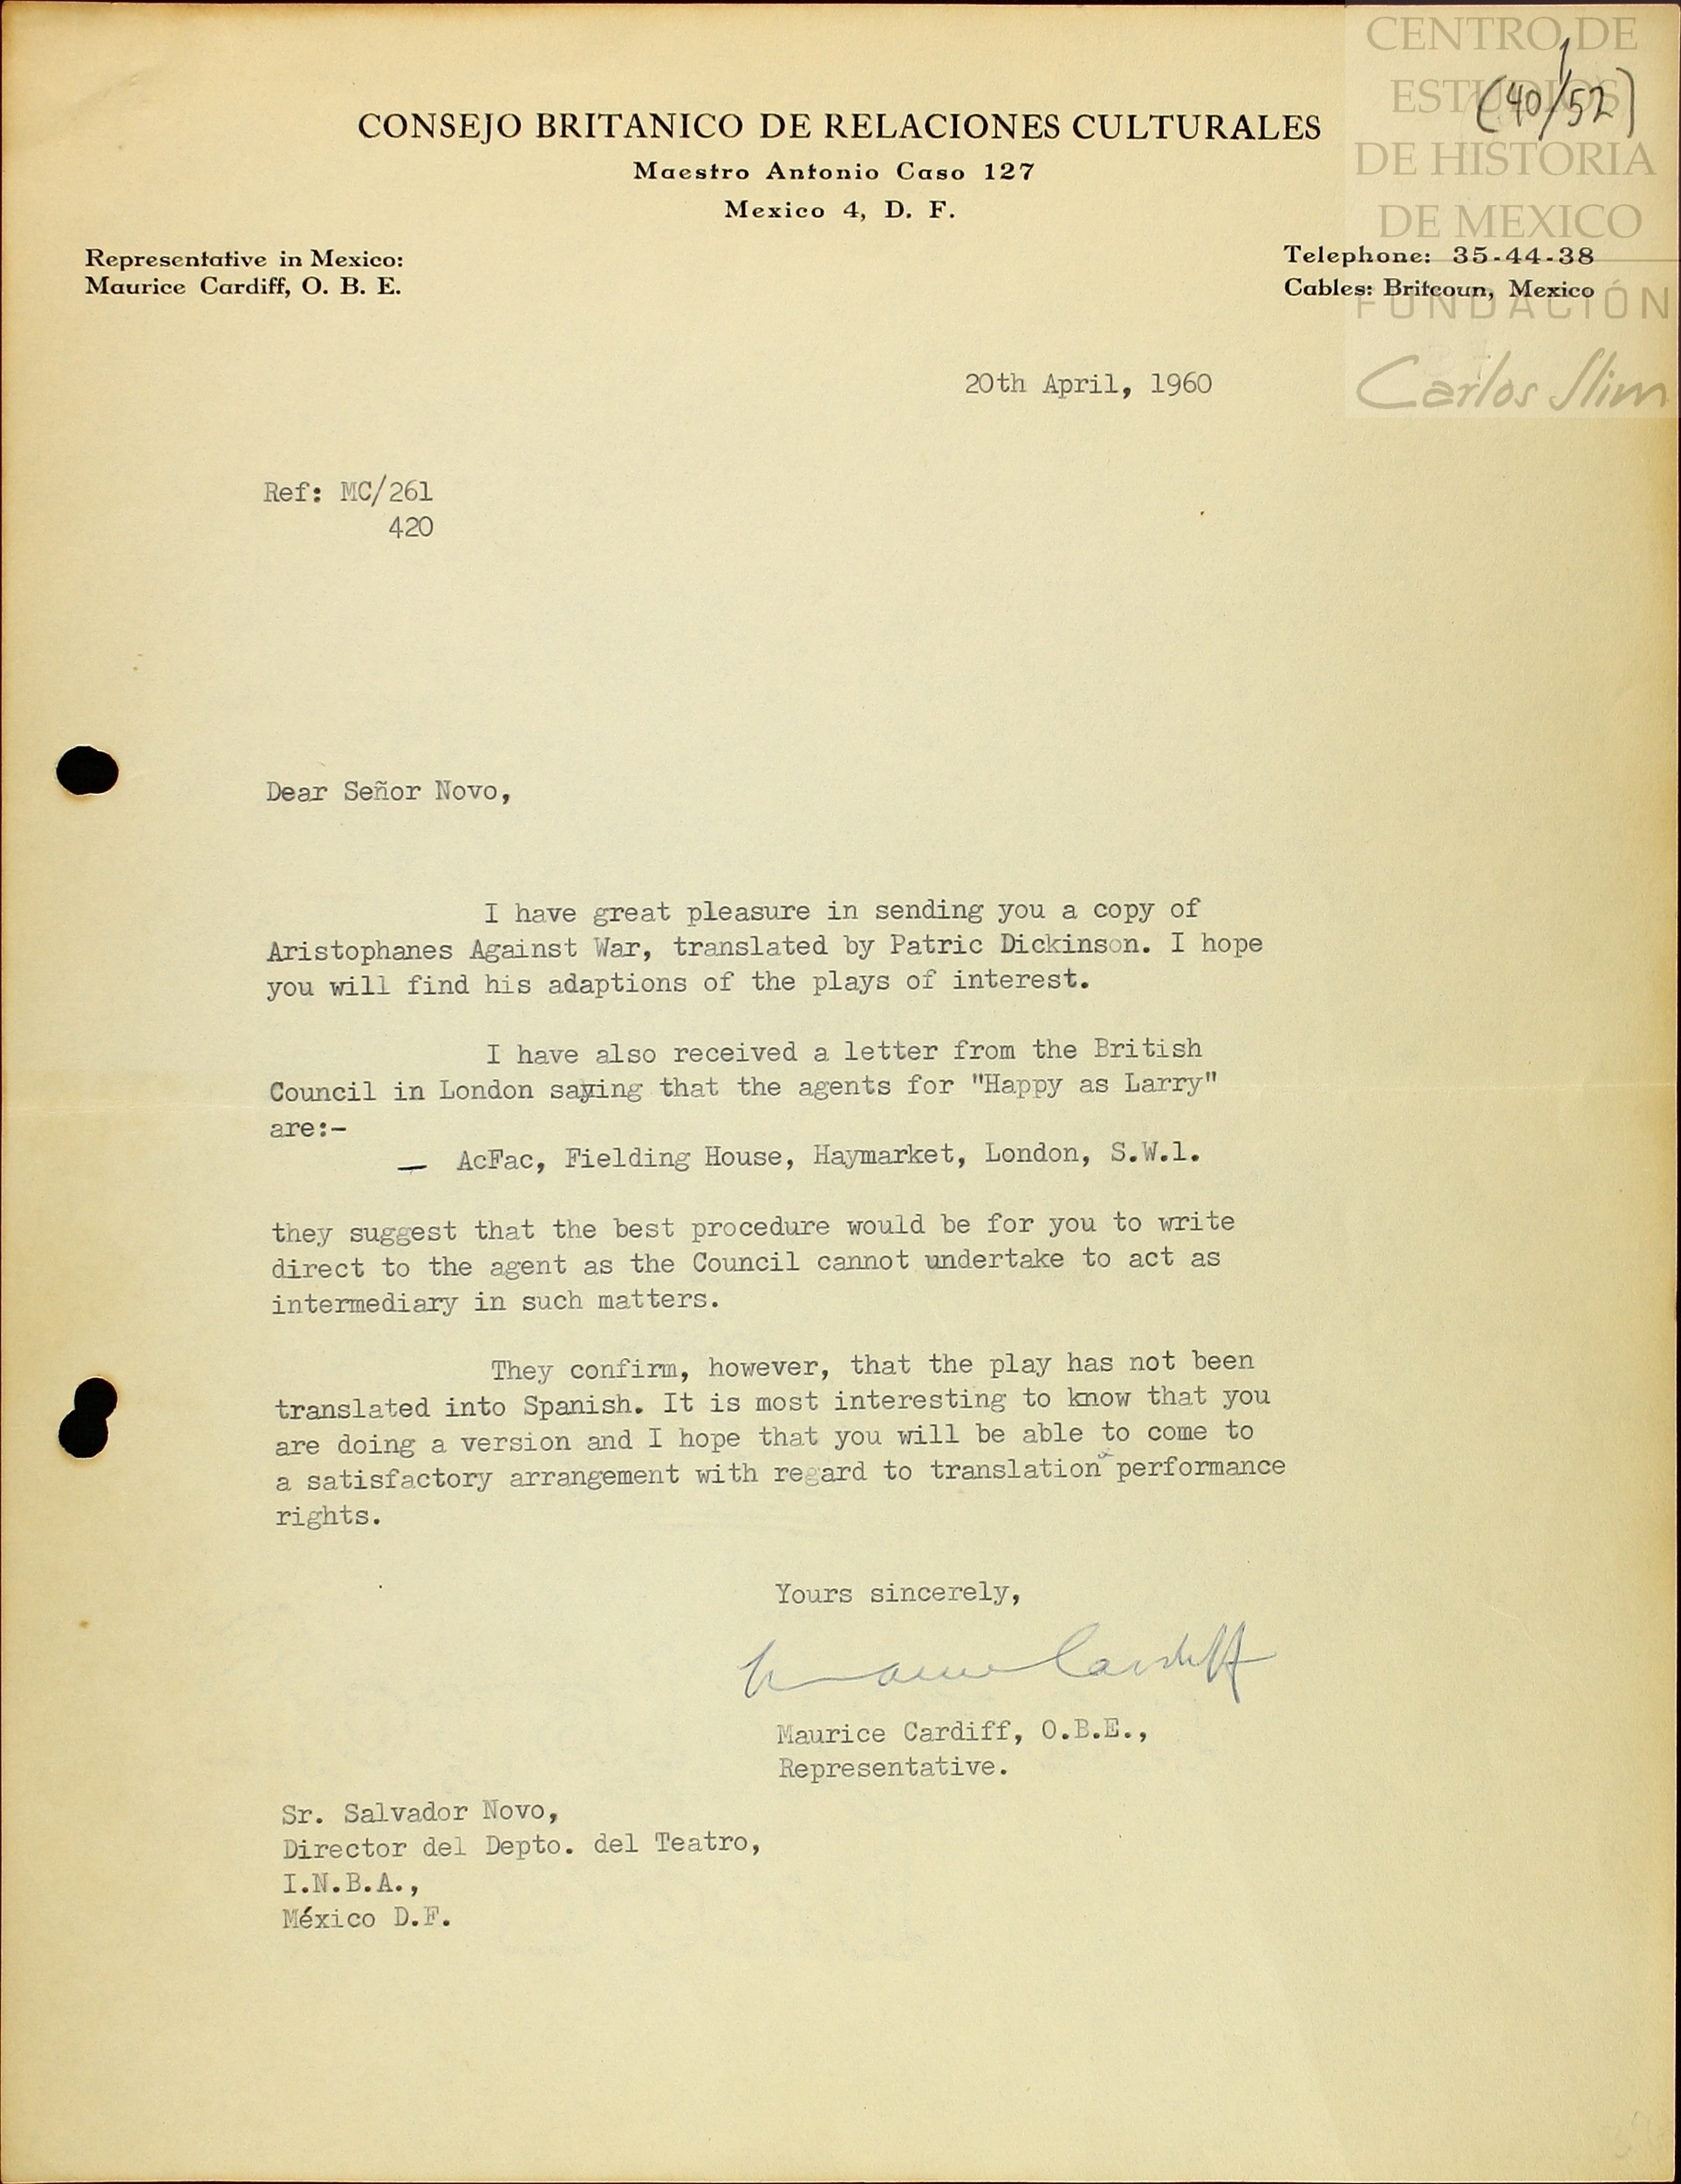 CENTRO DE
ESTUDIOS
DE HISTORIA
DE MEXICO
FUNDACIÓN
Carlos Slim
1
(40/52)
CONSEJO BRITANICO DE RELACIONES CULTURALES
Maestro Antonio Caso 127
Mexico 4, D. F.
Representative in Mexico:
Maurice Cardiff, O. B. E.
Telephone: 35-44-38
Cables: Britcoun, Mexico
20th April, 1960
Ref: MC/261
420
Dear Señor Novo,
I have great pleasure in sending you a copy of
Aristophanes Against War, translated by Patric Dickinson. I hope
you will find his adaptions of the plays of interest.
I have also received a letter from the British
Council in London saying that the agents for "Happy as Larry"
are:-
— AcFac, Fielding House, Haymarket, London, S.W.1.
they suggest that the best procedure would be for you to write
direct to the agent as the Council cannot undertake to act as
intermediary in such matters.
They confirm, however, that the play has not been
translated into Spanish. It is most interesting to know that you
are doing a version and I hope that you will be able to come to
a satisfactory arrangement with regard to translation & performance
rights.
Yours sincerely,
Maurice Cardiff
Maurice Cardiff, O.B.E.,
Representative.
Sr. Salvador Novo,
Director del Depto. del Teatro,
I.N.B.A.,
México D.F.